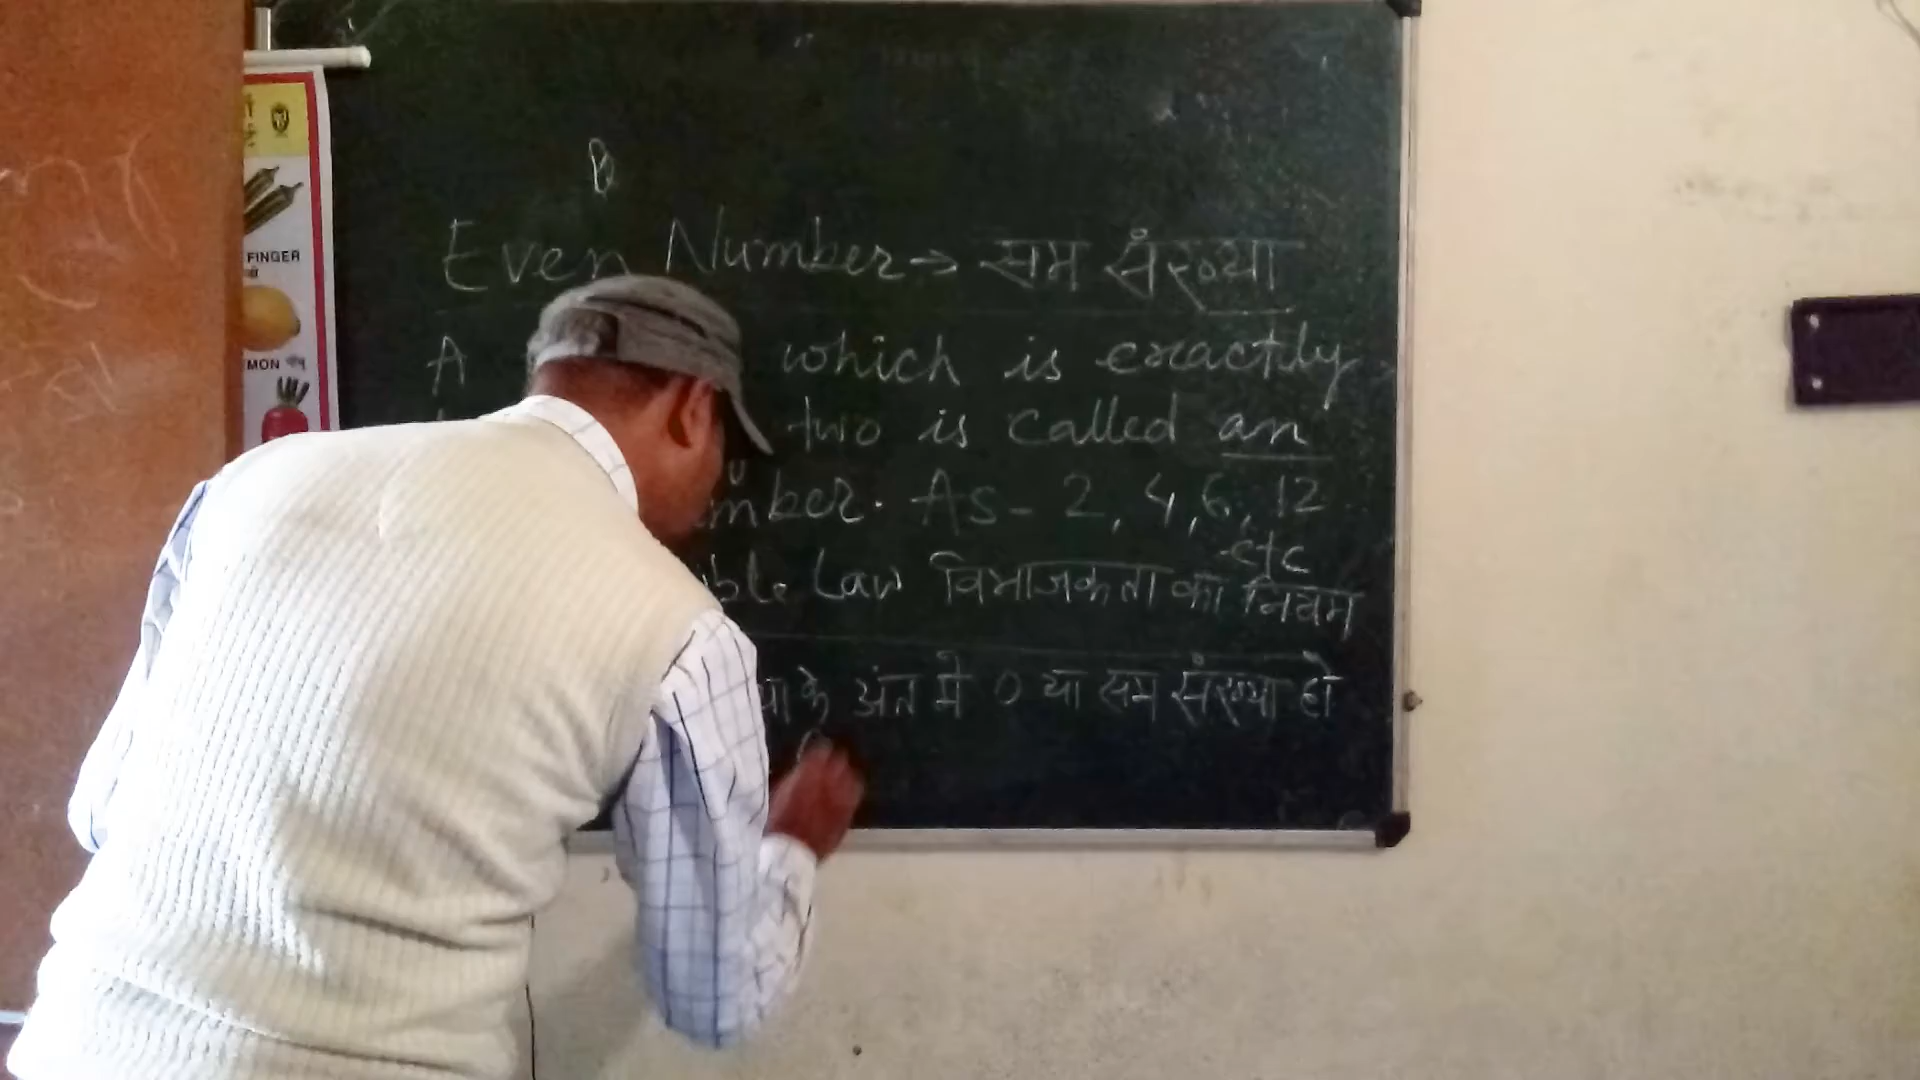 FINGER
MON नींबू
B
Even Number → सम संख्या
A which is exactly
two is called an
mber. As - 2, 4, 6, 12
etc
ible Law विभाजकता का नियम
या के अंत में 0 या सम संख्या हो